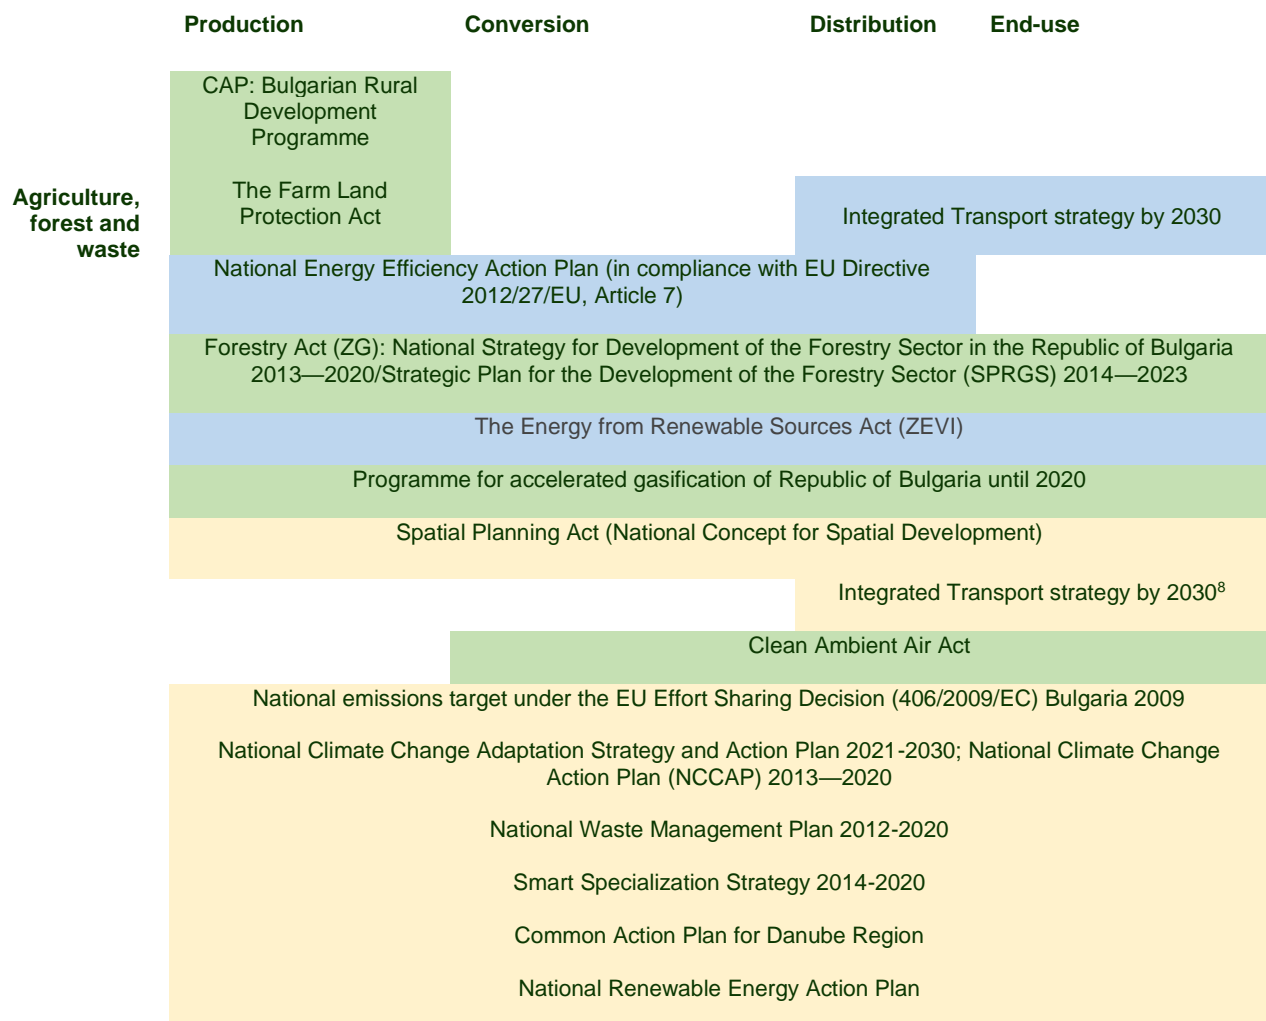 Production Conversion Distribution End-use
CAP: Bulgarian Rural
Development
Programme
The Farm Land
Protection Act
Agriculture,
forest and
waste
Integrated Transport strategy by 2030
National Energy Efficiency Action Plan (in compliance with EU Directive
2012/27/EU, Article 7)
Forestry Act (ZG): National Strategy for Development of the Forestry Sector in the Republic of Bulgaria
2013—2020/Strategic Plan for the Development of the Forestry Sector (SPRGS) 2014—2023
The Energy from Renewable Sources Act (ZEVI)
Programme for accelerated gasification of Republic of Bulgaria until 2020
Spatial Planning Act (National Concept for Spatial Development)
Integrated Transport strategy by 2030⁸
Clean Ambient Air Act
National emissions target under the EU Effort Sharing Decision (406/2009/EC) Bulgaria 2009
National Climate Change Adaptation Strategy and Action Plan 2021-2030; National Climate Change
Action Plan (NCCAP) 2013—2020
National Waste Management Plan 2012-2020
Smart Specialization Strategy 2014-2020
Common Action Plan for Danube Region
National Renewable Energy Action Plan